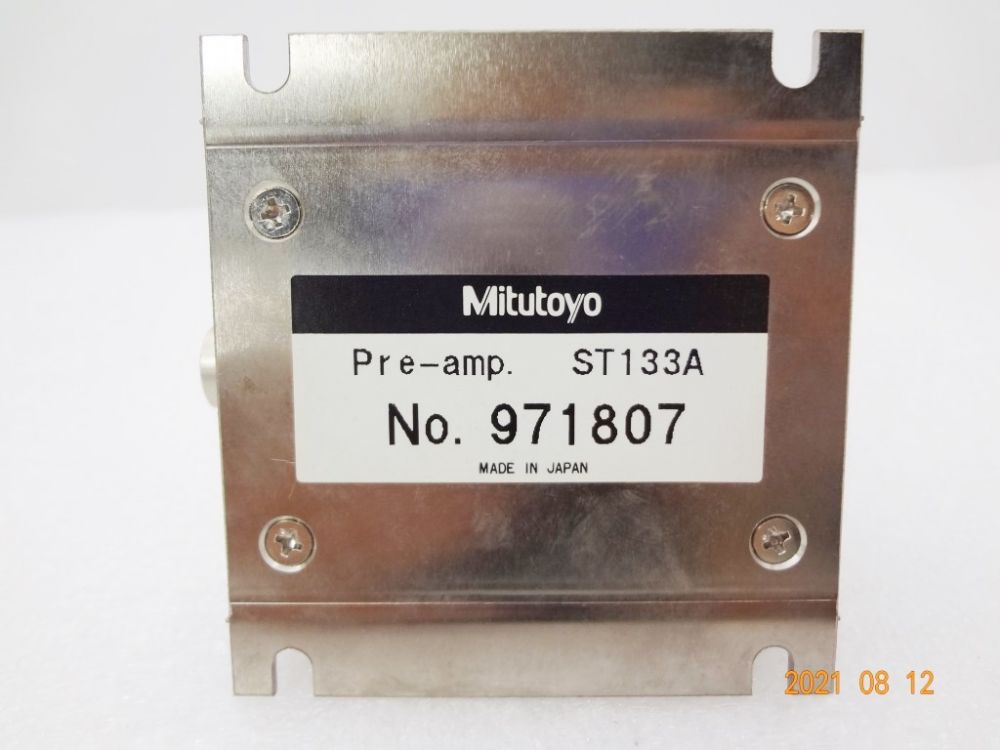 Mitutoyo
Pre-amp. ST133A
No. 971807
MADE IN JAPAN
2021 08 12